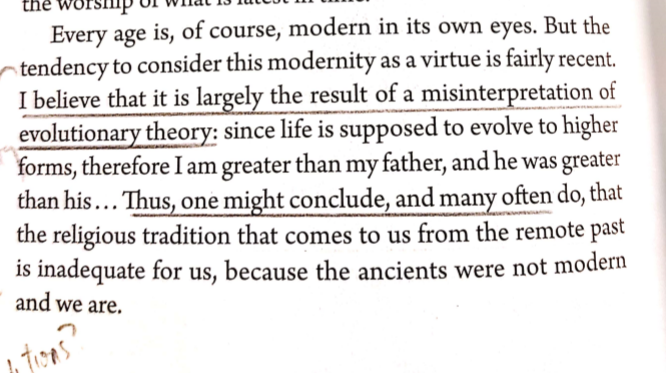 the worship of what is latest in time.
Every age is, of course, modern in its own eyes. But the
tendency to consider this modernity as a virtue is fairly recent.
I believe that it is largely the result of a misinterpretation of
evolutionary theory: since life is supposed to evolve to higher
forms, therefore I am greater than my father, and he was greater
than his... Thus, one might conclude, and many often do, that
the religious tradition that comes to us from the remote past
is inadequate for us, because the ancients were not modern
and we are.